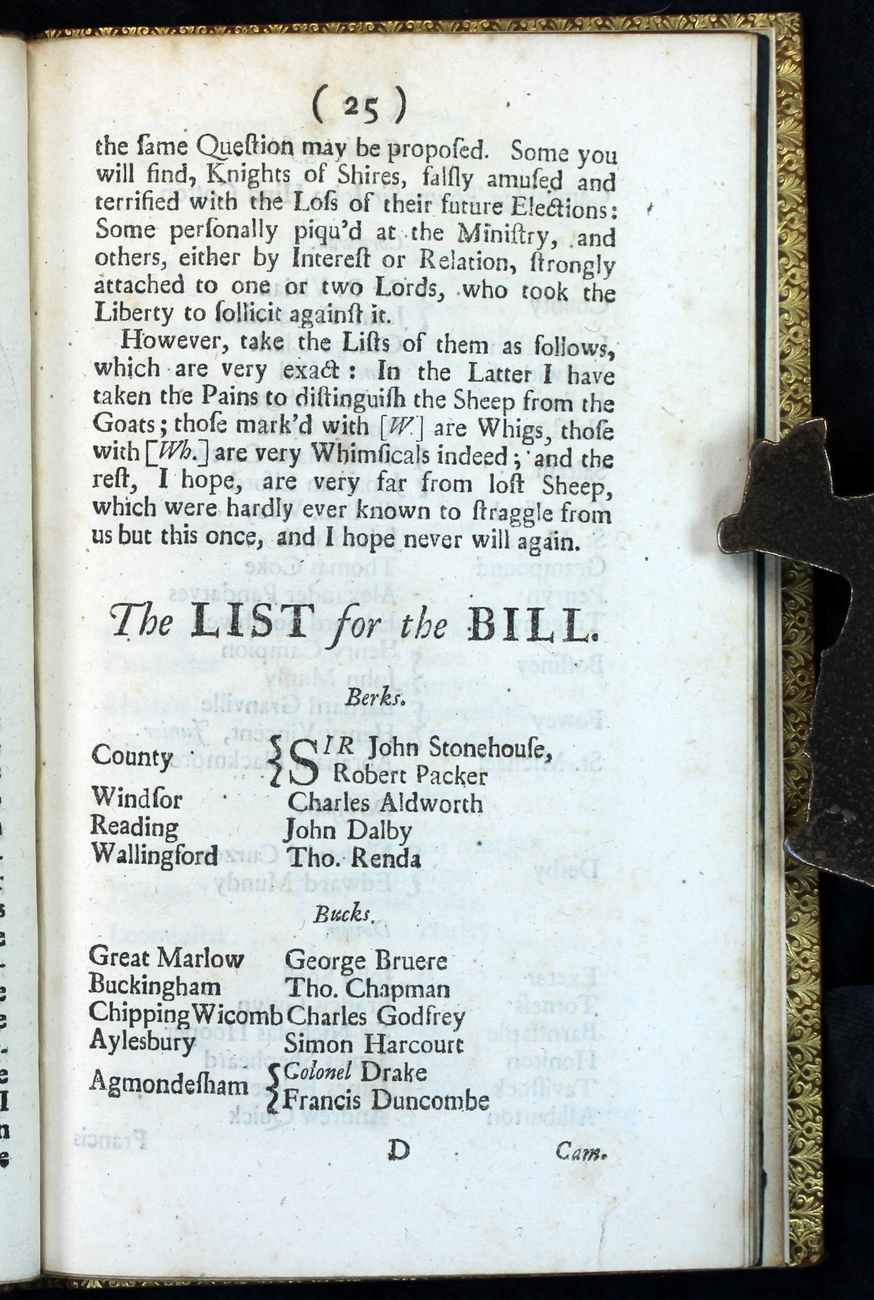 ( 25 )
the ſame Queſtion may be propoſed. Some you
will find, Knights of Shires, falſly amuſed and
terrified with the Loſs of their future Elections:
Some perſonally piqu'd at the Miniſtry, and
others, either by Intereſt or Relation, ſtrongly
attached to one or two Lords, who took the
Liberty to ſollicit againſt it.
However, take the Liſts of them as follows,
which are very exact : In the Latter I have
taken the Pains to diſtinguiſh the Sheep from the
Goats; thoſe mark'd with [W.] are Whigs, thoſe
with [Wh.] are very Whimſicals indeed; and the
reſt, I hope, are very far from loſt Sheep,
which were hardly ever known to ſtraggle from
us but this once, and I hope never will again.
The LIST for the BILL.
Berks.
County { SIR John Stonehouſe,
Robert Packer
Windſor Charles Aldworth
Reading John Dalby
Wallingford Tho. Renda
Bucks.
Great Marlow George Bruere
Buckingham Tho. Chapman
Chipping Wicomb Charles Godfrey
Aylesbury Simon Harcourt
Agmondeſham { Colonel Drake
Francis Duncombe
D Cam.